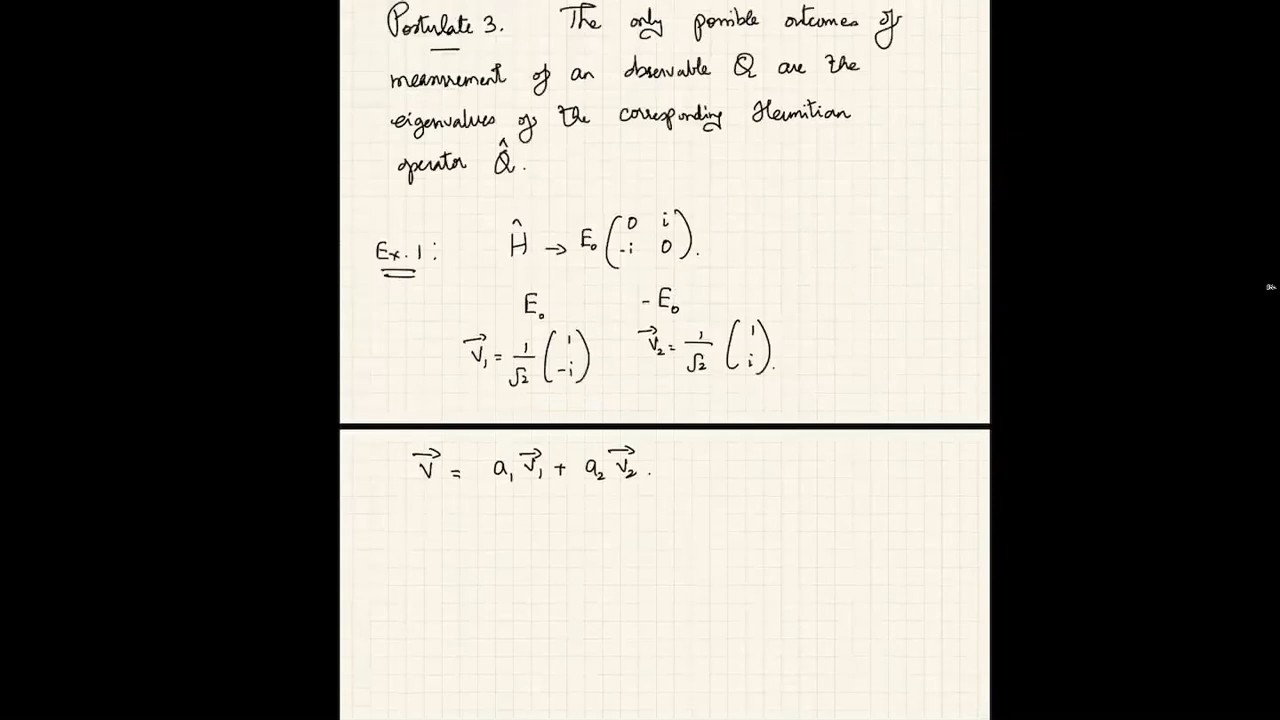 Postulate 3. The only possible outcomes of
measurement of an observable Q are the
eigenvalues of the corresponding Hermitian
operator Q̂.
Ex. 1: Ĥ → E₀ (0 i; -i 0).
E₀ -E₀
v⃗₁ = 1/√2 (1; -i) v⃗₂ = 1/√2 (1; i).
v⃗ = a₁ v⃗₁ + a₂ v⃗₂.